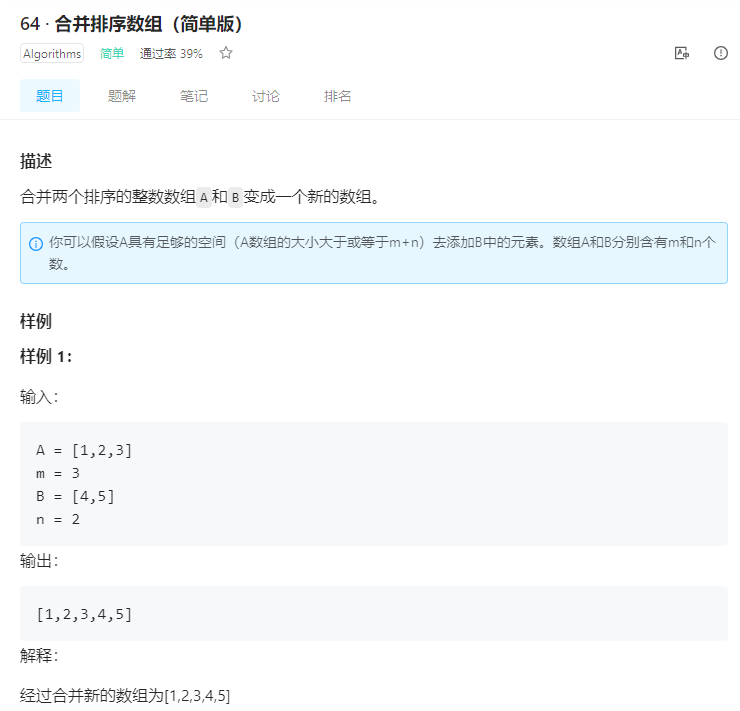 64 · 合并排序数组（简单版）
Algorithms 简单 通过率 39%
题目 题解 笔记 讨论 排名
描述
合并两个排序的整数数组A和B变成一个新的数组。
你可以假设A具有足够的空间（A数组的大小大于或等于m+n）去添加B中的元素。数组A和B分别含有m和n个
数。
样例
样例 1：
输入：
A = [1,2,3]
m = 3
B = [4,5]
n = 2
输出：
[1,2,3,4,5]
解释：
经过合并新的数组为[1,2,3,4,5]